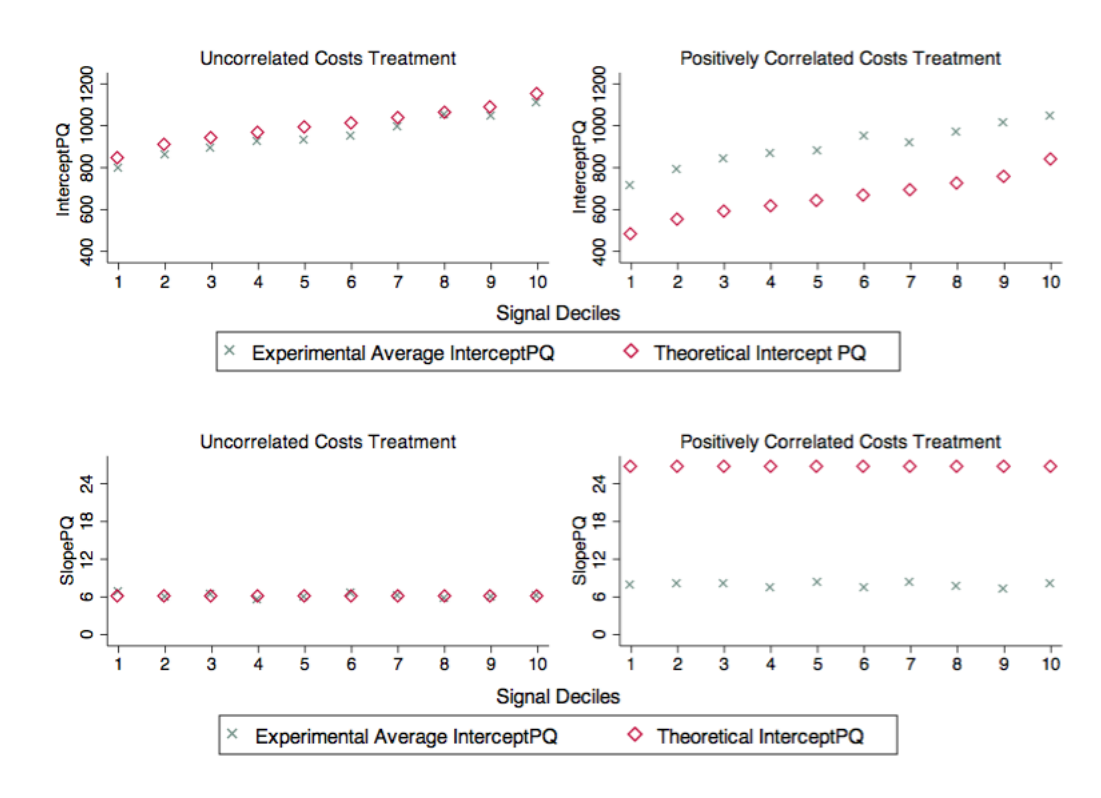 Uncorrelated Costs Treatment
Positively Correlated Costs Treatment
InterceptPQ
400 600 800 1000 1200
1 2 3 4 5 6 7 8 9 10
InterceptPQ
400 600 800 1000 1200
1 2 3 4 5 6 7 8 9 10
Signal Deciles
Experimental Average InterceptPQ
Theoretical Intercept PQ
Uncorrelated Costs Treatment
Positively Correlated Costs Treatment
SlopePQ
0 6 12 18 24
1 2 3 4 5 6 7 8 9 10
SlopePQ
0 6 12 18 24
1 2 3 4 5 6 7 8 9 10
Signal Deciles
Experimental Average InterceptPQ
Theoretical InterceptPQ